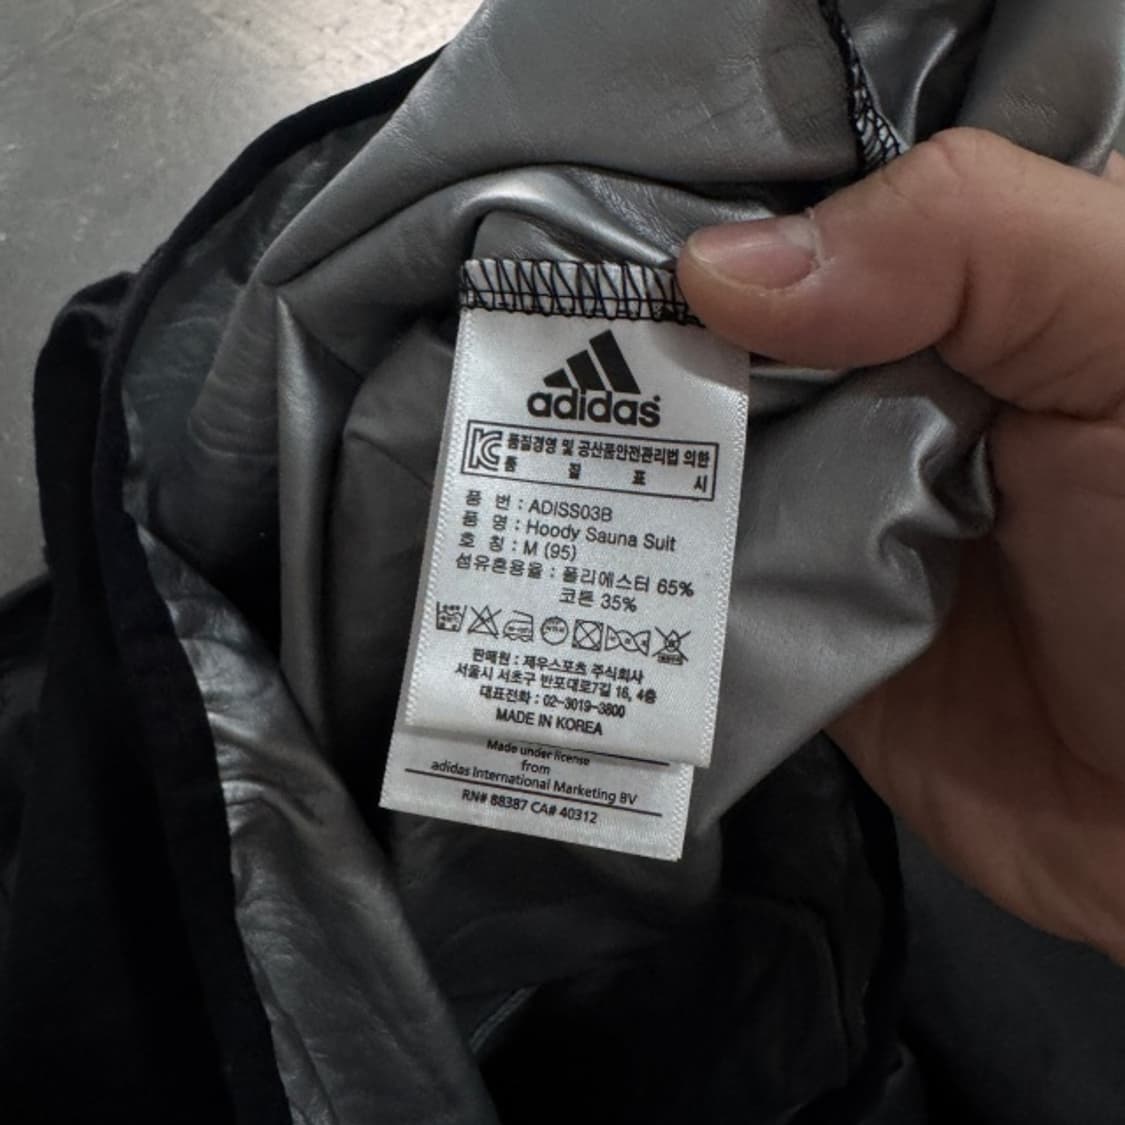 adidas
품질경영 및 공산품안전관리법 의한
품 질 표 시
품 번 : ADISS03B
품 명 : Hoody Sauna Suit
호 칭 : M (95)
섬유혼용율 : 폴리에스터 65%
코튼 35%
판매원 : 제우스포츠 주식회사
서울시 서초구 반포대로7길 16, 4층
대표전화 : 02-3019-3800
MADE IN KOREA
Made under license
from
adidas International Marketing BV
RN# 88387 CA# 40312